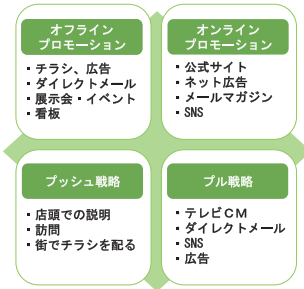 オフライン
プロモーション
・チラシ、広告
・ダイレクトメール
・展示会・イベント
・看板
オンライン
プロモーション
・公式サイト
・ネット広告
・メールマガジン
・SNS
プッシュ戦略
・店頭での説明
・訪問
・街でチラシを配る
プル戦略
・テレビＣＭ
・ダイレクトメール
・SNS
・広告